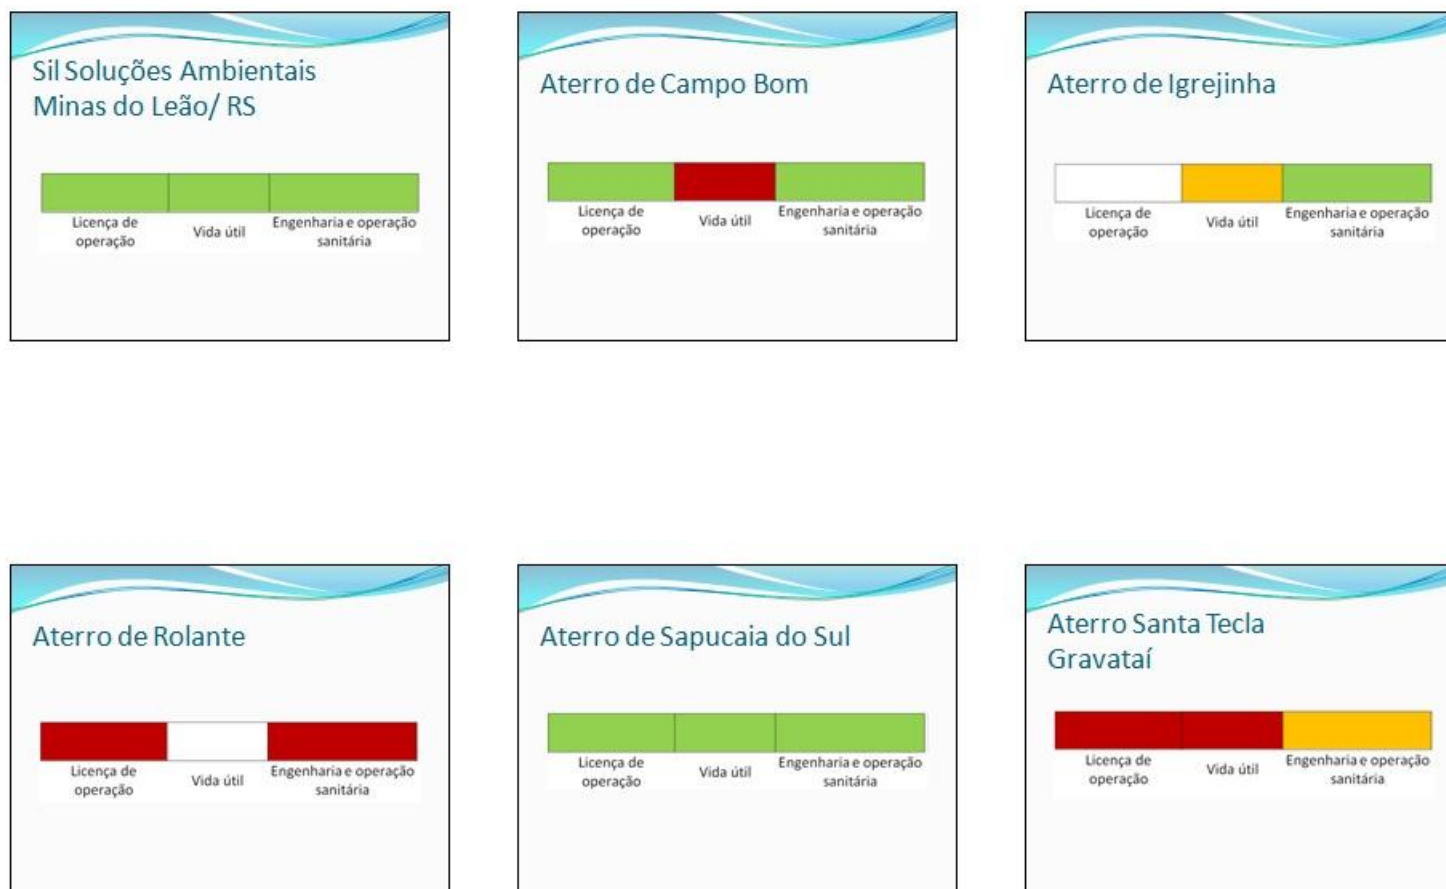 Sil Soluções Ambientais
Minas do Leão/ RS
Licença de
operação
Vida útil
Engenharia e operação
sanitária
Aterro de Campo Bom
Licença de
operação
Vida útil
Engenharia e operação
sanitária
Aterro de Igrejinha
Licença de
operação
Vida útil
Engenharia e operação
sanitária
Aterro de Rolante
Licença de
operação
Vida útil
Engenharia e operação
sanitária
Aterro de Sapucaia do Sul
Licença de
operação
Vida útil
Engenharia e operação
sanitária
Aterro Santa Tecla
Gravataí
Licença de
operação
Vida útil
Engenharia e operação
sanitária